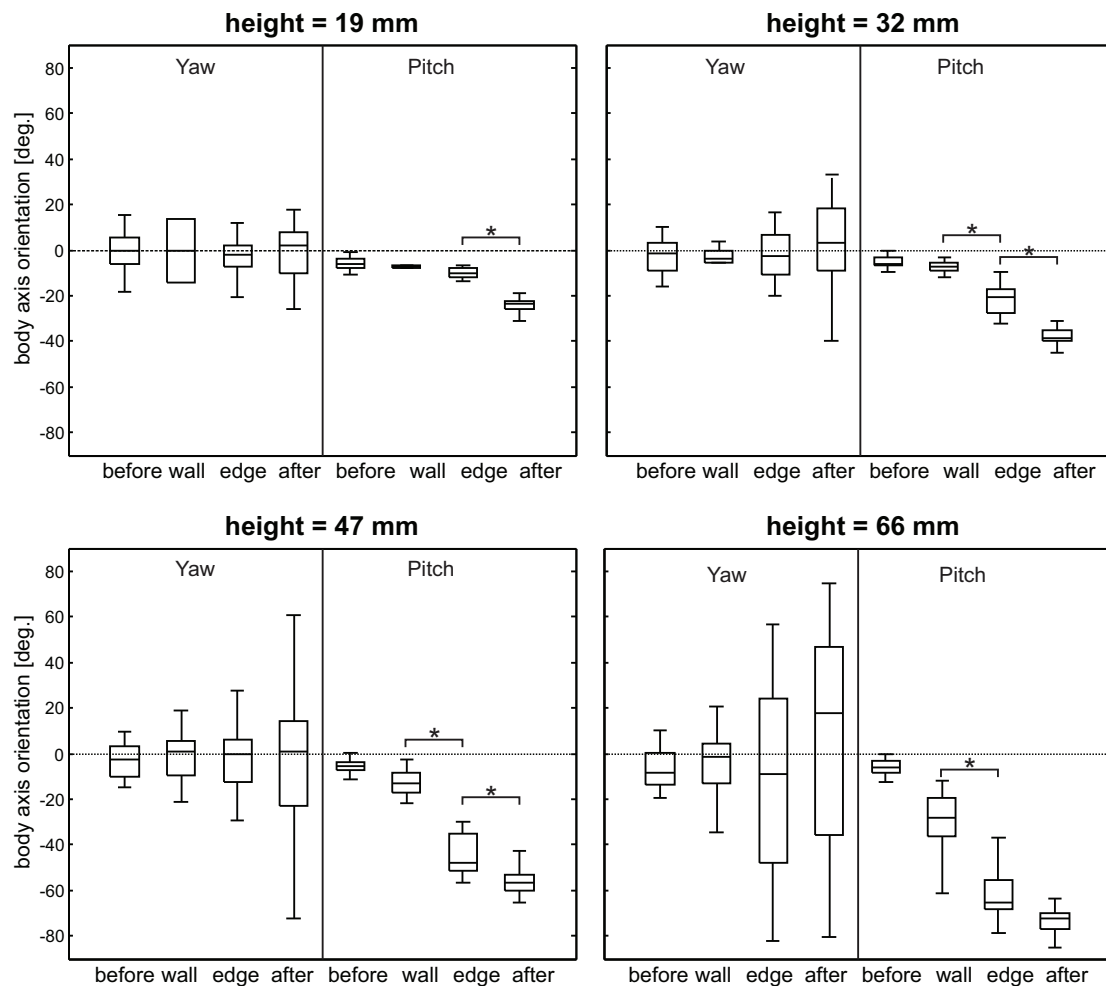 height = 19 mm
height = 32 mm
body axis orientation [deg.]
80
60
40
20
0
-20
-40
-60
-80
Yaw
Pitch
*
before wall edge after before wall edge after
Yaw
Pitch
*
*
before wall edge after before wall edge after
height = 47 mm
height = 66 mm
body axis orientation [deg.]
80
60
40
20
0
-20
-40
-60
-80
Yaw
Pitch
*
*
before wall edge after before wall edge after
Yaw
Pitch
*
before wall edge after before wall edge after